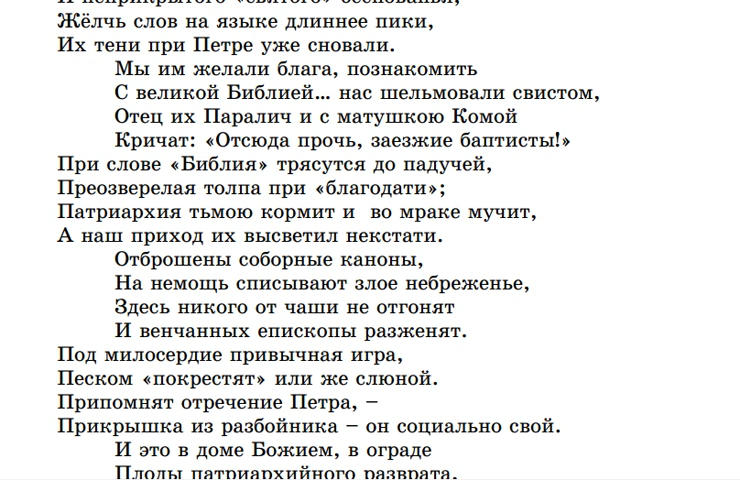 И неприкрытого «святого» беснованья,
Жёлчь слов на языке длиннее пики,
Их тени при Петре уже сновали.
Мы им желали блага, познакомить
С великой Библией... нас шельмовали свистом,
Отец их Паралич и с матушкою Комой
Кричат: «Отсюда прочь, заезжие баптисты!»
При слове «Библия» трясутся до падучей,
Преозверелая толпа при «благодати»;
Патриархия тьмою кормит и во мраке мучит,
А наш приход их высветил некстати.
Отброшены соборные каноны,
На немощь списывают злое небреженье,
Здесь никого от чаши не отгонят
И венчанных епископы разженят.
Под милосердие привычная игра,
Песком «покрестят» или же слюной.
Припомнят отречение Петра, –
Прикрышка из разбойника – он социально свой.
И это в доме Божием, в ограде
Плоды патриархийного разврата,